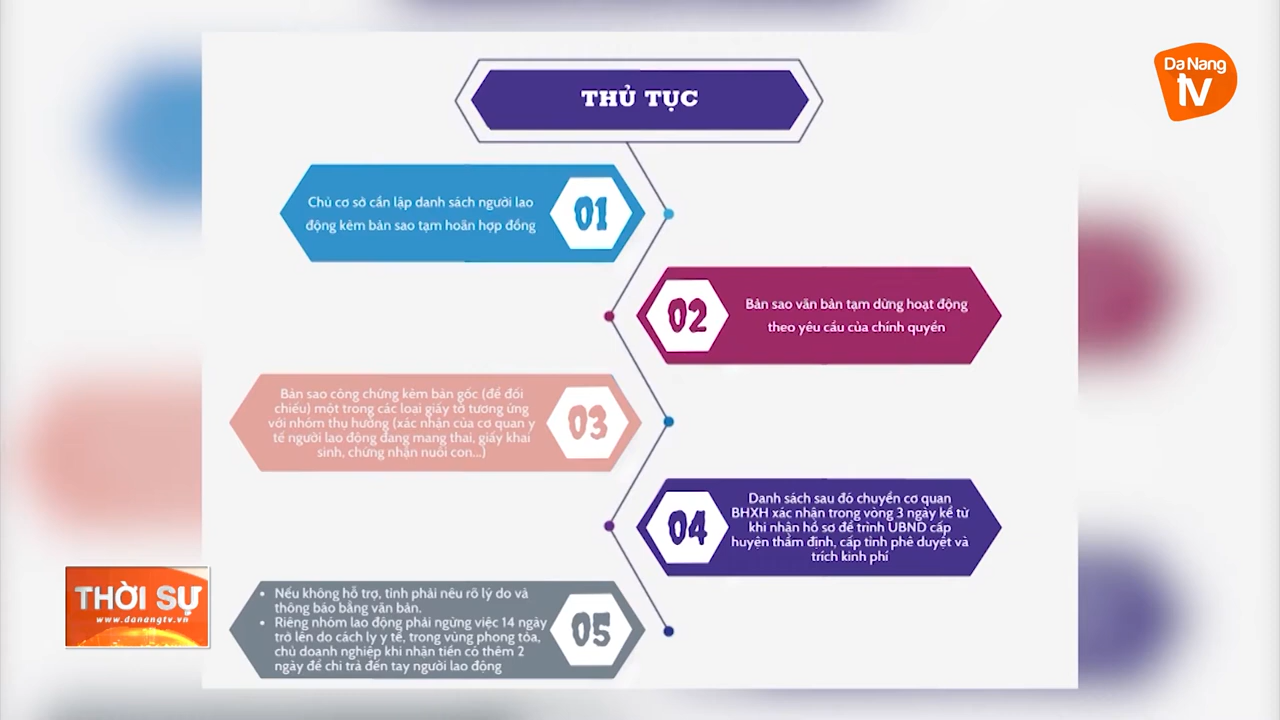 Da Nang
tv
THỦ TỤC
Chủ cơ sở cần lập danh sách người lao
động kèm bản sao tạm hoãn hợp đồng
01
02
Bản sao văn bản tạm dừng hoạt động
theo yêu cầu của chính quyền
Bản sao công chứng kèm bản gốc (để đối
chiếu) một trong các loại giấy tờ tương ứng
với nhóm thụ hưởng (xác nhận của cơ quan y
tế người lao động đang mang thai, giấy khai
sinh, chứng nhận nuôi con...)
03
04
Danh sách sau đó chuyển cơ quan
BHXH xác nhận trong vòng 3 ngày kể từ
khi nhận hồ sơ để trình UBND cấp
huyện thẩm định, cấp tỉnh phê duyệt và
trích kinh phí
• Nếu không hỗ trợ, tỉnh phải nêu rõ lý do và
thông báo bằng văn bản.
• Riêng nhóm lao động phải ngừng việc 14 ngày
trở lên do cách ly y tế, trong vùng phong tỏa,
chủ doanh nghiệp khi nhận tiền có thêm 2
ngày để chi trả đến tay người lao động
05
THỜI SỰ
www.danangtv.vn